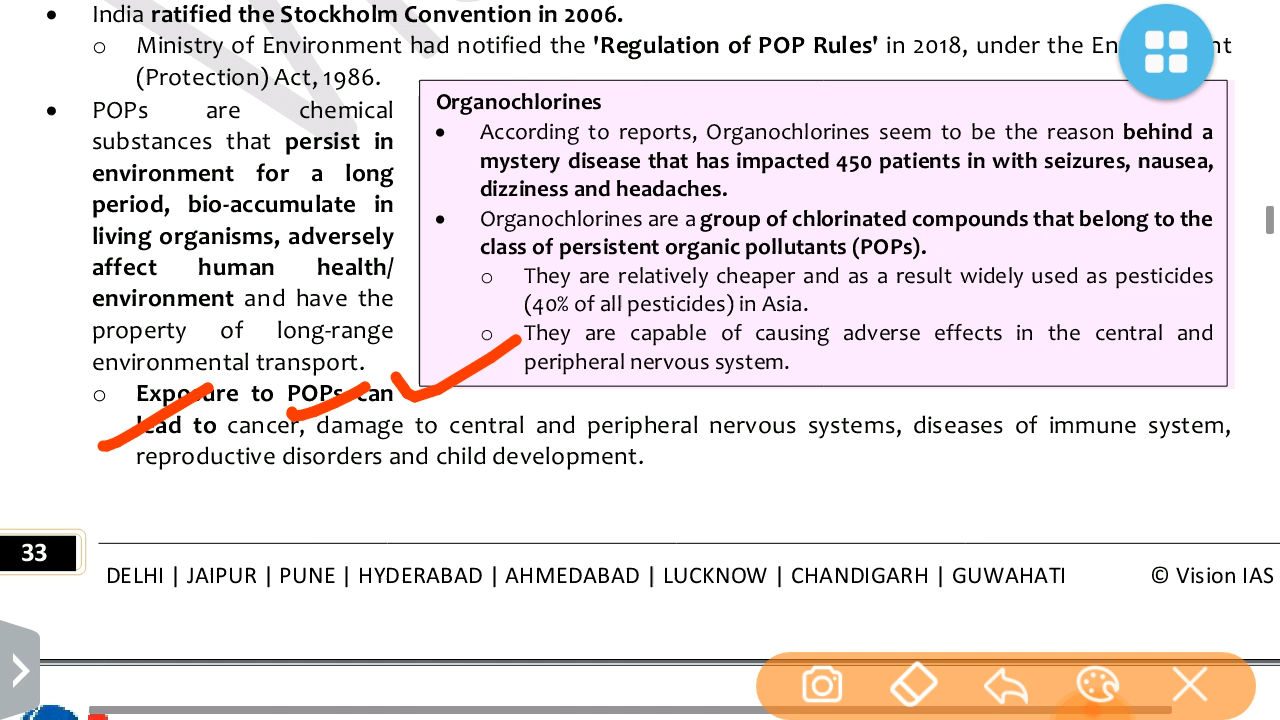 • India ratified the Stockholm Convention in 2006.
o Ministry of Environment had notified the 'Regulation of POP Rules' in 2018, under the
(Protection) Act, 1986.
• POPs are chemical
substances that persist in
environment for a long
period, bio-accumulate in
living organisms, adversely
affect human health/
environment and have the
property of long-range
environmental transport.
o Exposure to POPs can
lead to cancer, damage to central and peripheral nervous systems, diseases of immune system,
reproductive disorders and child development.
Organochlorines
• According to reports, Organochlorines seem to be the reason behind a
mystery disease that has impacted 450 patients in with seizures, nausea,
dizziness and headaches.
• Organochlorines are a group of chlorinated compounds that belong to the
class of persistent organic pollutants (POPs).
o They are relatively cheaper and as a result widely used as pesticides
(40% of all pesticides) in Asia.
o They are capable of causing adverse effects in the central and
peripheral nervous system.
33
DELHI | JAIPUR | PUNE | HYDERABAD | AHMEDABAD | LUCKNOW | CHANDIGARH | GUWAHATI © Vision IAS